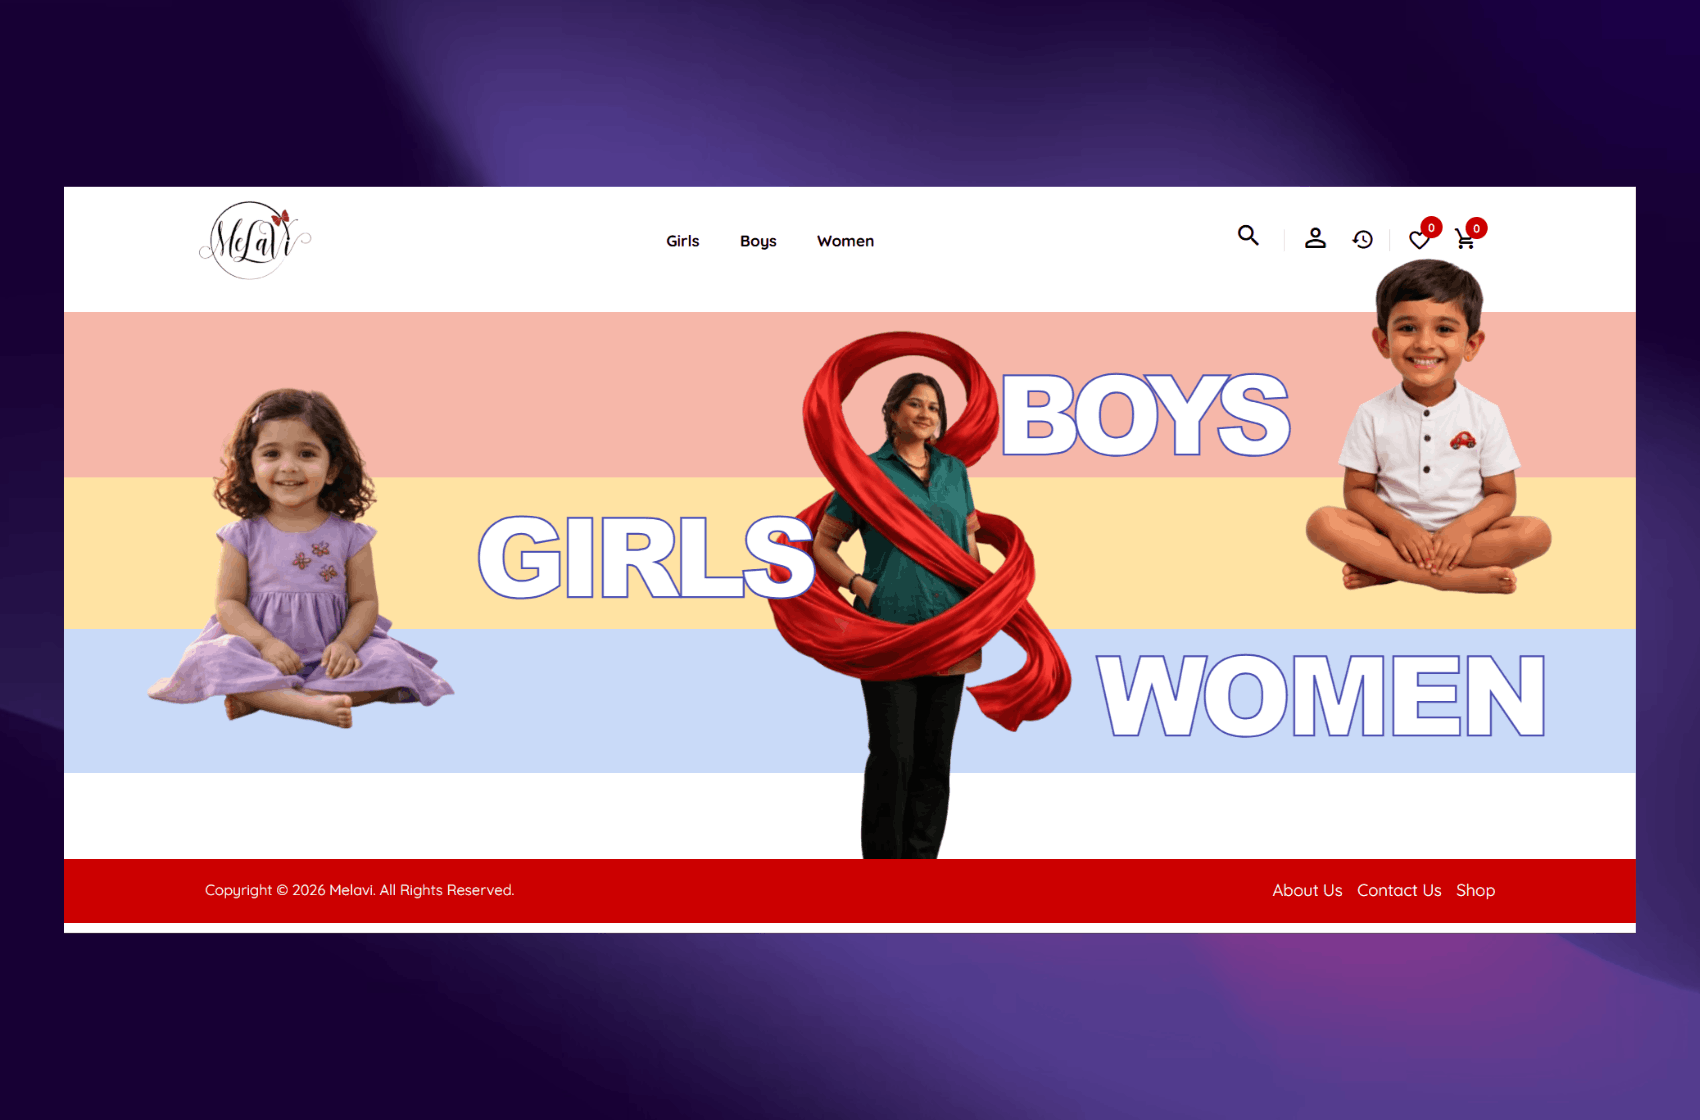 MeLaVi
Girls Boys Women
0 0
BOYS
GIRLS
WOMEN
Copyright © 2026 Melavi. All Rights Reserved.
About Us Contact Us Shop